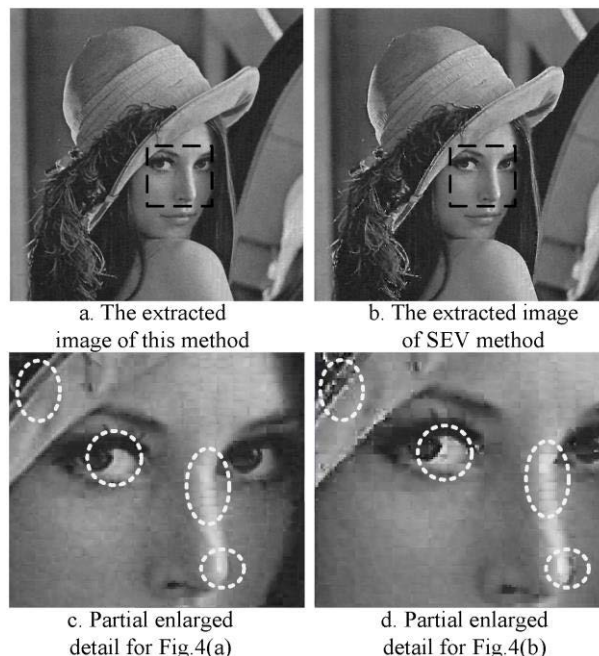 a. The extracted
image of this method
b. The extracted image
of SEV method
c. Partial enlarged
detail for Fig.4(a)
d. Partial enlarged
detail for Fig.4(b)